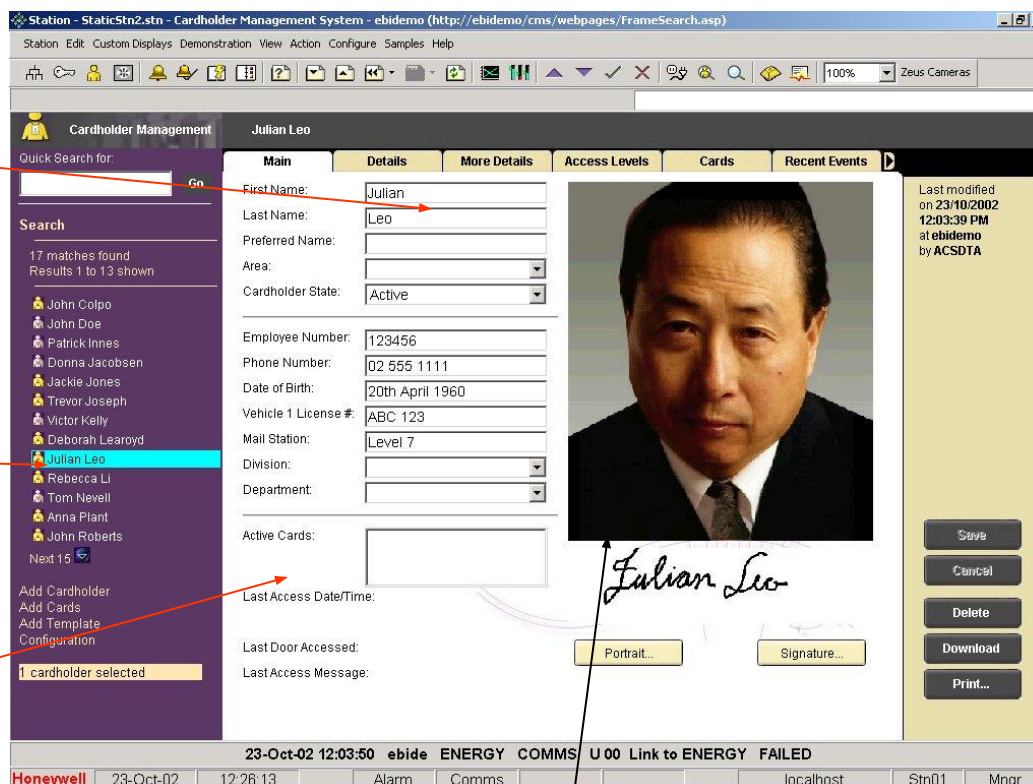 Station - StaticStn2.stn - Cardholder Management System - ebidemo (http://ebidemo/cms/webpages/FrameSearch.asp)
Station Edit Custom Displays Demonstration View Action Configure Samples Help
100% Zeus Cameras
Cardholder Management Julian Leo
Quick Search for:
Go
Search
17 matches found
Results 1 to 13 shown
John Colpo
John Doe
Patrick Innes
Donna Jacobsen
Jackie Jones
Trevor Joseph
Victor Kelly
Deborah Learoyd
Julian Leo
Rebecca Li
Tom Nevell
Anna Plant
John Roberts
Next 15
Add Cardholder
Add Cards
Add Template
Configuration
1 cardholder selected
Main Details More Details Access Levels Cards Recent Events
First Name: Julian
Last Name: Leo
Preferred Name:
Area:
Cardholder State: Active
Employee Number: 123456
Phone Number: 02 555 1111
Date of Birth: 20th April 1960
Vehicle 1 License #: ABC 123
Mail Station: Level 7
Division:
Department:
Active Cards:
Last Access Date/Time:
Last Door Accessed:
Last Access Message:
Julian Leo
Portrait... Signature...
Last modified
on 23/10/2002
12:03:39 PM
at ebidemo
by ACSDTA
Save
Cancel
Delete
Download
Print...
23-Oct-02 12:03:50 ebide ENERGY COMMS U 00 Link to ENERGY FAILED
Honeywell 23-Oct-02 12:26:13 Alarm Comms localhost Stn01 Mngr